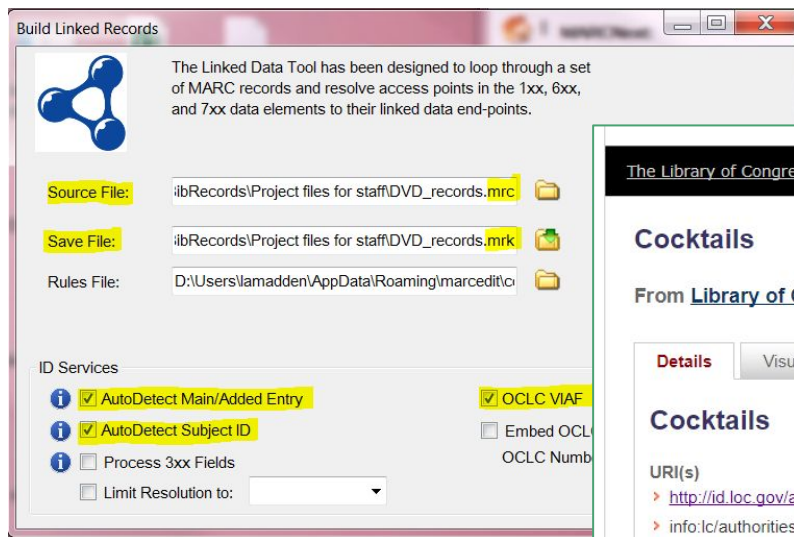 Build Linked Records
The Linked Data Tool has been designed to loop through a set
of MARC records and resolve access points in the 1xx, 6xx,
and 7xx data elements to their linked data end-points.
Source File:
ibRecords\Project files for staff\DVD_records.mrc
Save File:
ibRecords\Project files for staff\DVD_records.mrk
Rules File:
D:\Users\lamadden\AppData\Roaming\marcedit\c
ID Services
AutoDetect Main/Added Entry
OCLC VIAF
AutoDetect Subject ID
Embed OCLC
Process 3xx Fields
OCLC Numb
Limit Resolution to:
The Library of Congre
Cocktails
From Library of
Details
Visu
Cocktails
URI(s)
http://id.loc.gov/a
info:lc/authorities